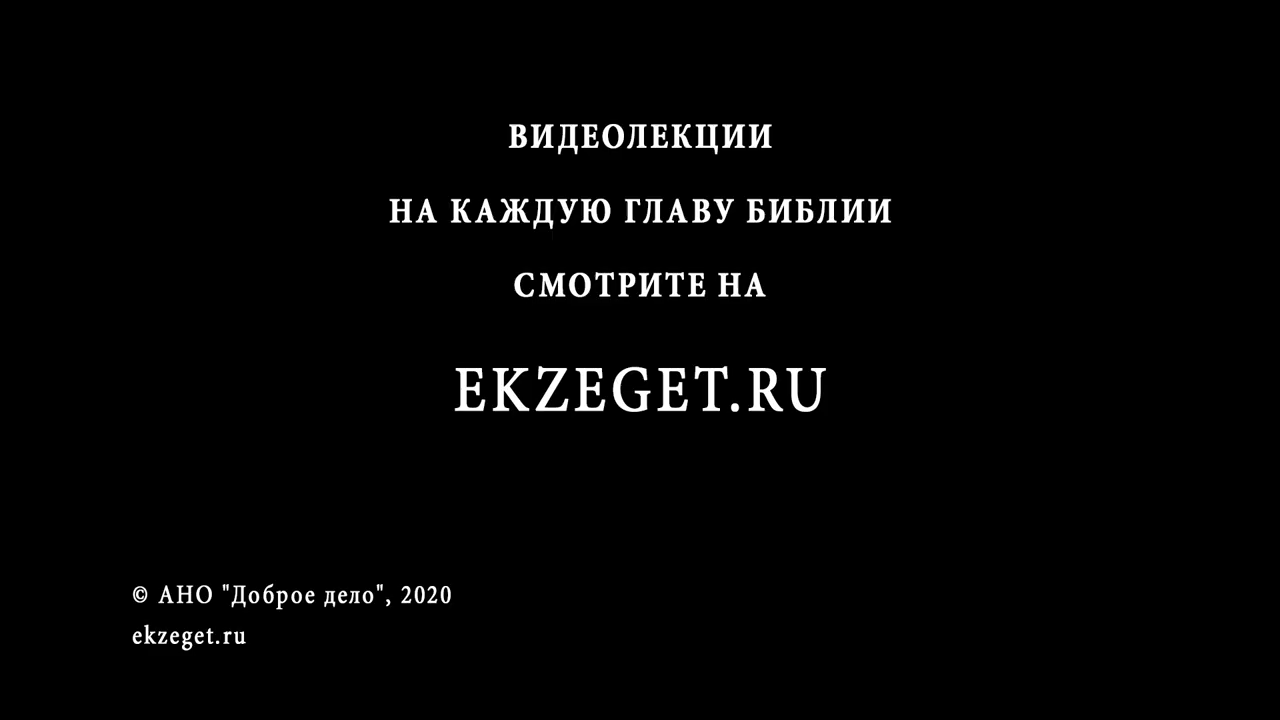 ВИДЕОЛЕКЦИИ
НА КАЖДУЮ ГЛАВУ БИБЛИИ
СМОТРИТЕ НА
EKZEGET.RU
© АНО "Доброе дело", 2020
ekzeget.ru